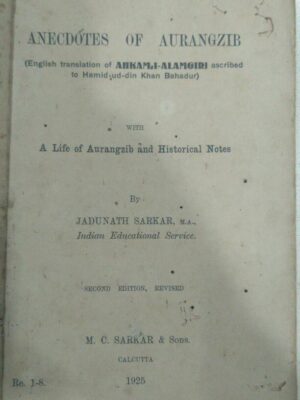 ANECDOTES OF AURANGZIB
(English translation of AHKAM-I-ALAMGIRI ascribed
to Hamid-ud-din Khan Bahadur)
WITH
A Life of Aurangzib and Historical Notes
By
JADUNATH SARKAR, M.A.,
Indian Educational Service.
SECOND EDITION, REVISED
M. C. SARKAR & SONS.
CALCUTTA
Re. 1-8. 1925